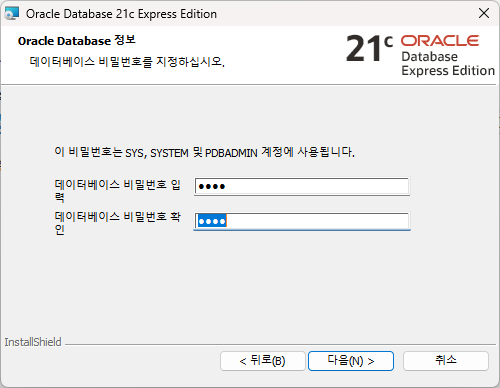 Oracle Database 21c Express Edition
Oracle Database 정보
데이터베이스 비밀번호를 지정하십시오.
21c ORACLE
Database
Express Edition
이 비밀번호는 SYS, SYSTEM 및 PDBADMIN 계정에 사용됩니다.
데이터베이스 비밀번호 입
력
●●●●
데이터베이스 비밀번호 확
인
●●●●
InstallShield
< 뒤로(B)
다음(N) >
취소